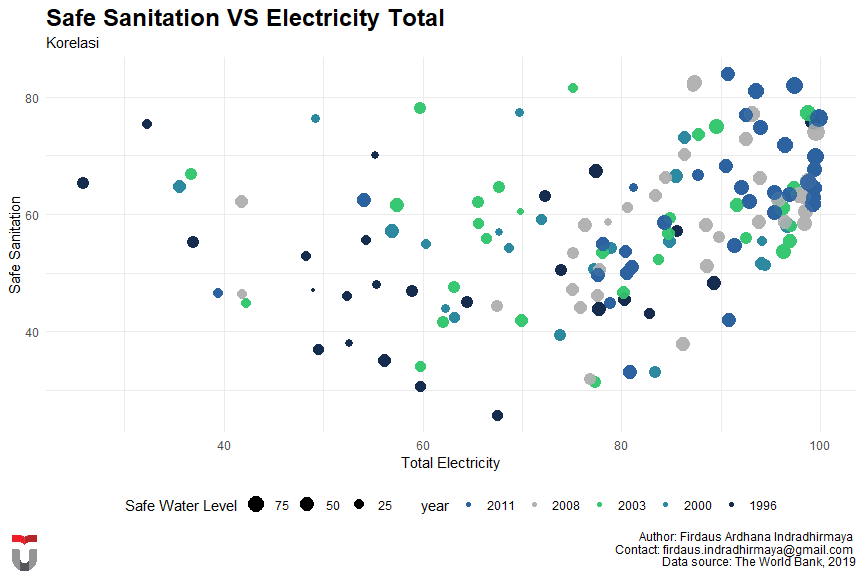 Safe Sanitation VS Electricity Total
Korelasi
80
60
40
Safe Sanitation
40 60 80 100
Total Electricity
Safe Water Level 75 50 25 year 2011 2008 2003 2000 1996
Author: Firdaus Ardhana Indradhirmaya
Contact: firdaus.indradhirmaya@gmail.com
Data source: The World Bank, 2019